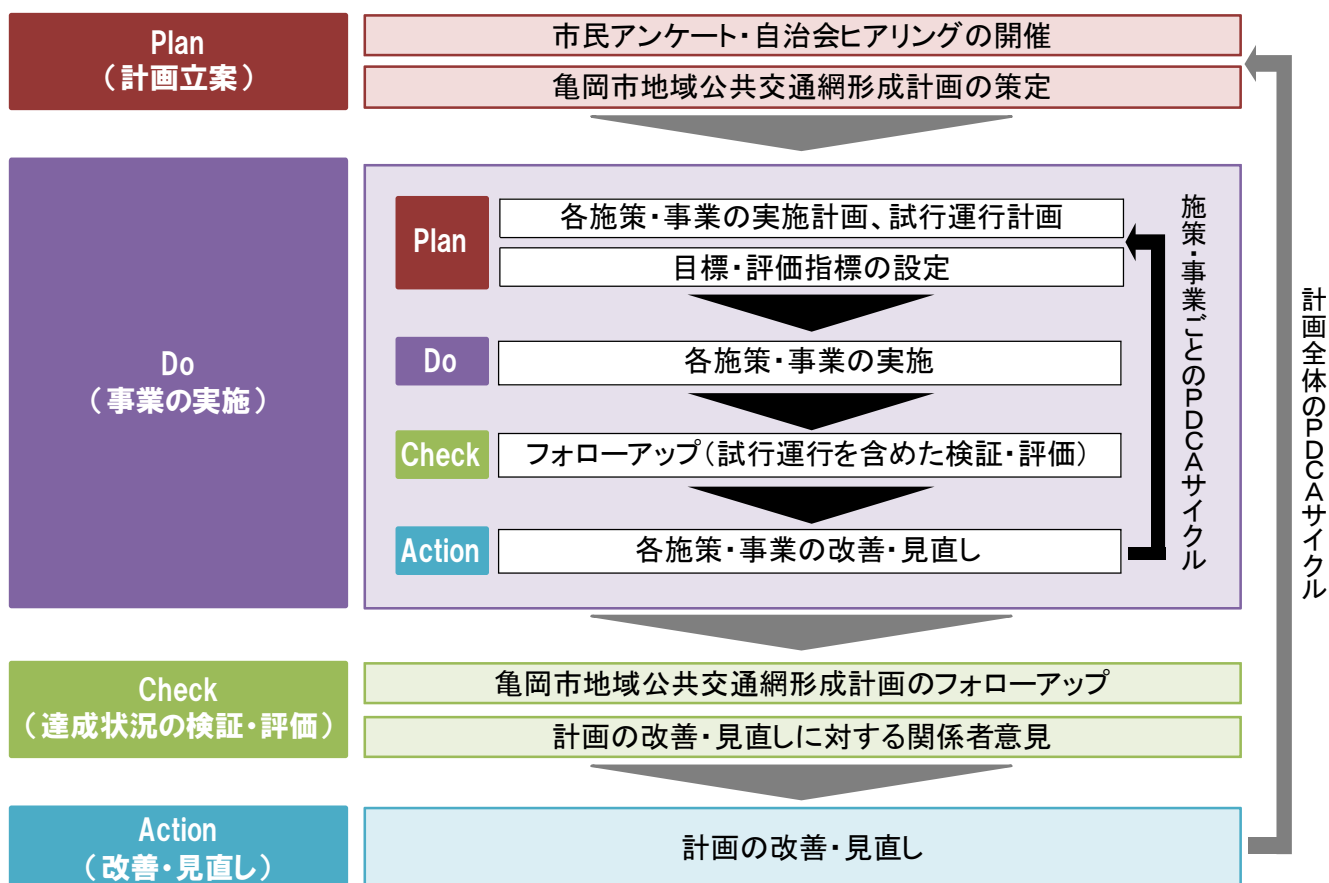 Plan
（計画立案）
市民アンケート・自治会ヒアリングの開催
亀岡市地域公共交通網形成計画の策定
Do
（事業の実施）
Plan
各施策・事業の実施計画、試行運行計画
目標・評価指標の設定
Do
各施策・事業の実施
Check
フォローアップ（試行運行を含めた検証・評価）
Action
各施策・事業の改善・見直し
施策・事業ごとのPDCAサイクル
Check
（達成状況の検証・評価）
亀岡市地域公共交通網形成計画のフォローアップ
計画の改善・見直しに対する関係者意見
Action
（改善・見直し）
計画の改善・見直し
計画全体のPDCAサイクル